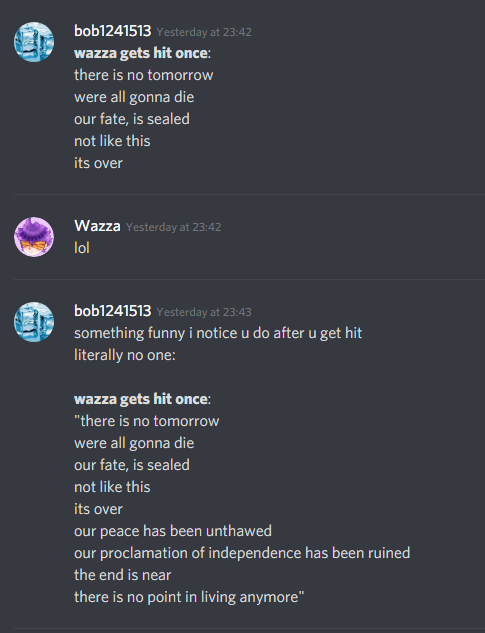 bob1241513 Yesterday at 23:42
wazza gets hit once:
there is no tomorrow
were all gonna die
our fate, is sealed
not like this
its over
Wazza Yesterday at 23:42
lol
bob1241513 Yesterday at 23:43
something funny i notice u do after u get hit
literally no one:
wazza gets hit once:
"there is no tomorrow
were all gonna die
our fate, is sealed
not like this
its over
our peace has been unthawed
our proclamation of independence has been ruined
the end is near
there is no point in living anymore"